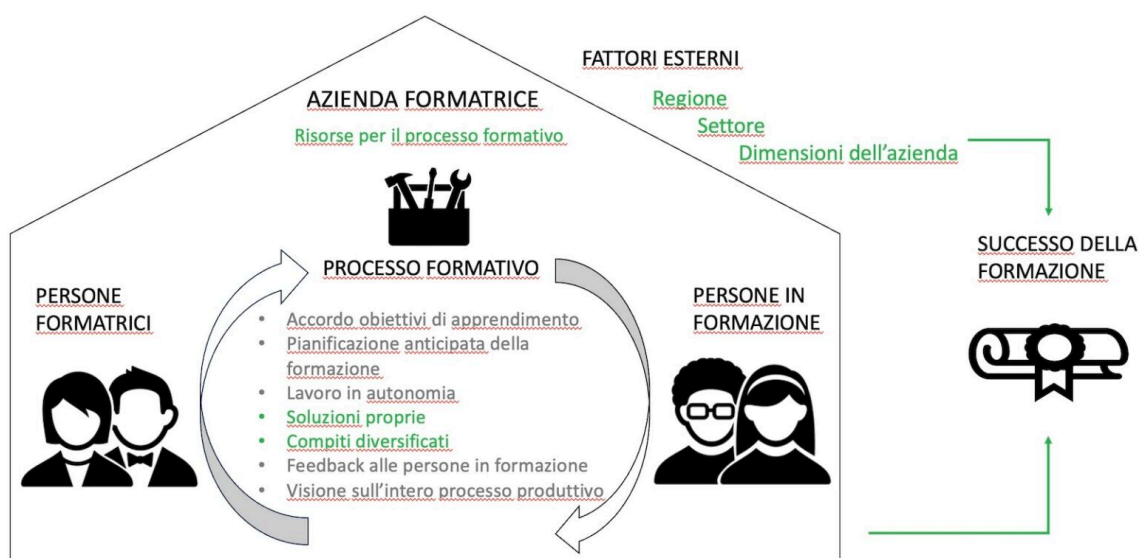 FATTORI ESTERNI
Regione
Settore
Dimensioni dell'azienda
AZIENDA FORMATRICE
Risorse per il processo formativo
PROCESSO FORMATIVO
PERSONE
FORMATRICI
• Accordo obiettivi di apprendimento
• Pianificazione anticipata della
formazione
• Lavoro in autonomia
• Soluzioni proprie
• Compiti diversificati
• Feedback alle persone in formazione
• Visione sull'intero processo produttivo
PERSONE IN
FORMAZIONE
SUCCESSO DELLA
FORMAZIONE